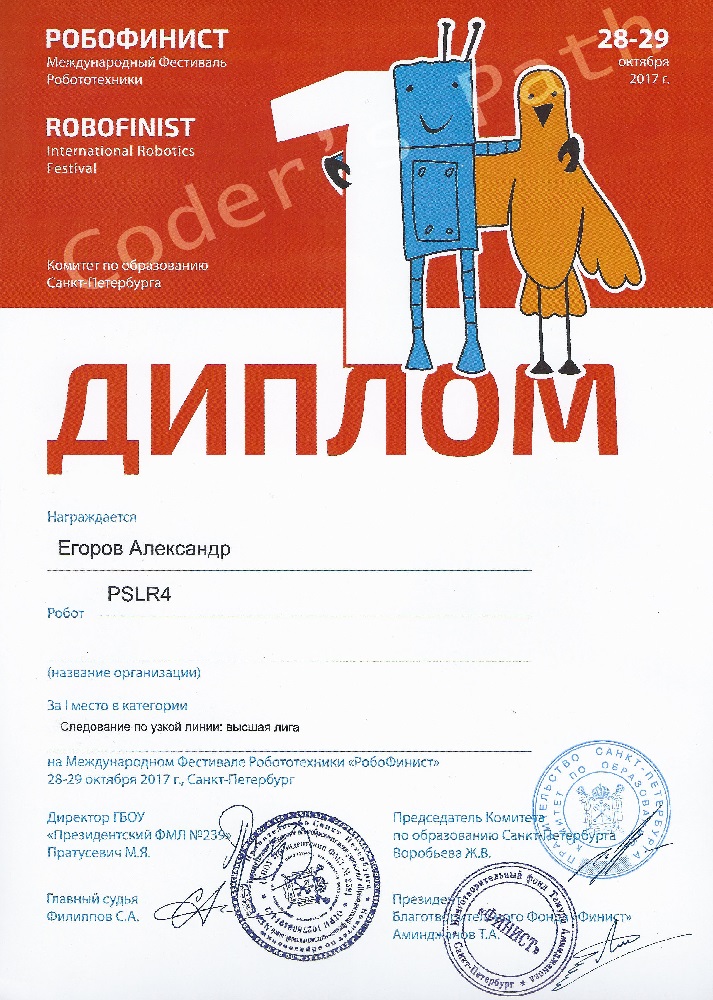 РОБОФИНИСТ
Международный Фестиваль
Робототехники
28-29
октября
2017 г.
ROBOFINIST
International Robotics
Festival
Coder's Path
Комитет по образованию
Санкт-Петербурга
1
ДИПЛОМ
Награждается
Егоров Александр
PSLR4
Робот
(название организации)
За I место в категории
Следование по узкой линии: высшая лига
на Международном Фестивале Робототехники «РобоФинист»
28-29 октября 2017 г., Санкт-Петербург
Директор ГБОУ
«Президентский ФМЛ №239»
Пратусевич М.Я.
Председатель Комитета
по образованию Санкт-Петербурга
Воробьева Ж.В.
Главный судья
Филиппов С.А.
Президент
Благотворительного Фонда «Финист»
Аминджанов Т.А.
ПРАВИТЕЛЬСТВО САНКТ-ПЕТЕРБУРГА
КОМИТЕТ ПО ОБРАЗОВАНИЮ
Благотворительный фонд
«ФИНИСТ»
Санкт-Петербург